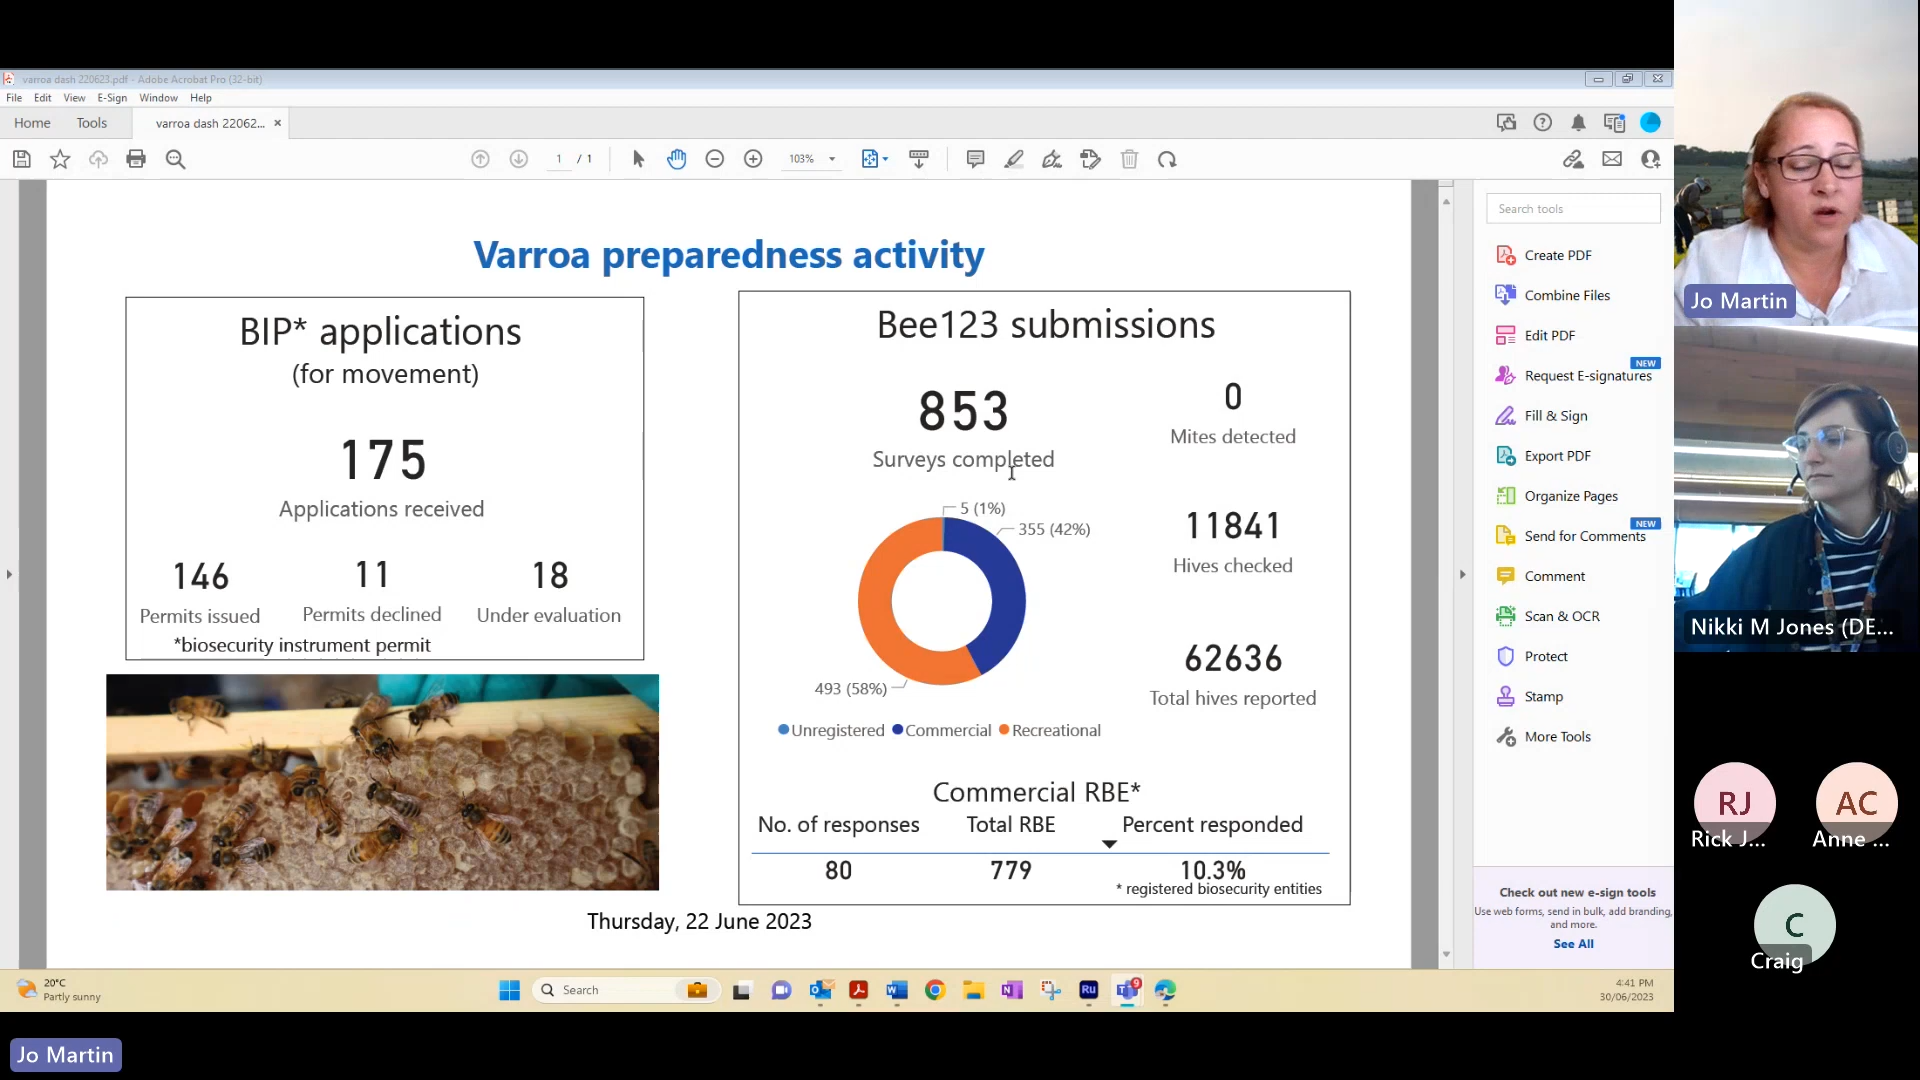 varroa dash 220623.pdf - Adobe Acrobat Pro (32-bit)
File Edit View E-Sign Window Help
Home Tools varroa dash 22062... ×
1 / 1 103%
Varroa preparedness activity
BIP* applications
(for movement)
175
Applications received
146 11 18
Permits issued Permits declined Under evaluation
*biosecurity instrument permit
Bee123 submissions
853
Surveys completed
0
Mites detected
5 (1%)
355 (42%)
493 (58%)
11841
Hives checked
62636
Total hives reported
Unregistered Commercial Recreational
Commercial RBE*
No. of responses Total RBE Percent responded
80 779 10.3%
* registered biosecurity entities
Thursday, 22 June 2023
Search tools
Create PDF
Combine Files
Edit PDF
NEW
Request E-signatures
Fill & Sign
Export PDF
Organize Pages
NEW
Send for Comments
Comment
Scan & OCR
Protect
Stamp
More Tools
Check out new e-sign tools
Use web forms, send in bulk, add branding,
and more.
See All
20°C
Partly sunny
Search
Ru
9
4:41 PM
30/06/2023
Jo Martin
Nikki M Jones (DE...
RJ AC
Rick J... Anne ...
C
Craig
Jo Martin